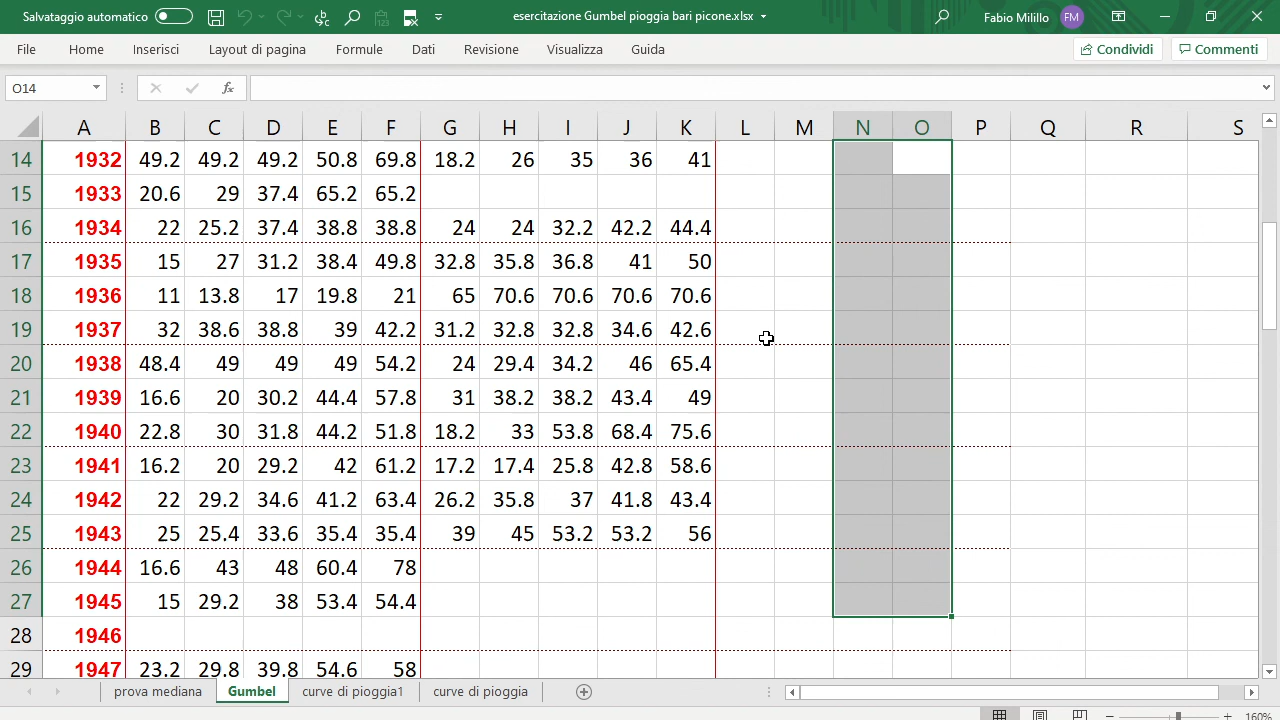 Salvataggio automatico esercitazione Gumbel pioggia bari picone.xlsx Fabio Milillo FM
File Home Inserisci Layout di pagina Formule Dati Revisione Visualizza Guida Condividi Commenti
O14 fx
A B C D E F G H I J K L M N O P Q R S
14 1932 49.2 49.2 49.2 50.8 69.8 18.2 26 35 36 41
15 1933 20.6 29 37.4 65.2 65.2
16 1934 22 25.2 37.4 38.8 38.8 24 24 32.2 42.2 44.4
17 1935 15 27 31.2 38.4 49.8 32.8 35.8 36.8 41 50
18 1936 11 13.8 17 19.8 21 65 70.6 70.6 70.6 70.6
19 1937 32 38.6 38.8 39 42.2 31.2 32.8 32.8 34.6 42.6
20 1938 48.4 49 49 49 54.2 24 29.4 34.2 46 65.4
21 1939 16.6 20 30.2 44.4 57.8 31 38.2 38.2 43.4 49
22 1940 22.8 30 31.8 44.2 51.8 18.2 33 53.8 68.4 75.6
23 1941 16.2 20 29.2 42 61.2 17.2 17.4 25.8 42.8 58.6
24 1942 22 29.2 34.6 41.2 63.4 26.2 35.8 37 41.8 43.4
25 1943 25 25.4 33.6 35.4 35.4 39 45 53.2 53.2 56
26 1944 16.6 43 48 60.4 78
27 1945 15 29.2 38 53.4 54.4
28 1946
29 1947 23.2 29.8 39.8 54.6 58
prova mediana Gumbel curve di pioggia1 curve di pioggia
160%